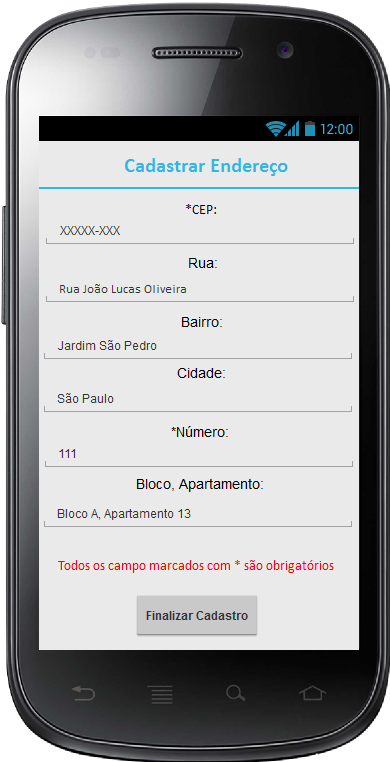 12:00
Cadastrar Endereço
*CEP:
XXXXX-XXX
Rua:
Rua João Lucas Oliveira
Bairro:
Jardim São Pedro
Cidade:
São Paulo
*Número:
111
Bloco, Apartamento:
Bloco A, Apartamento 13
Todos os campo marcados com * são obrigatórios
Finalizar Cadastro